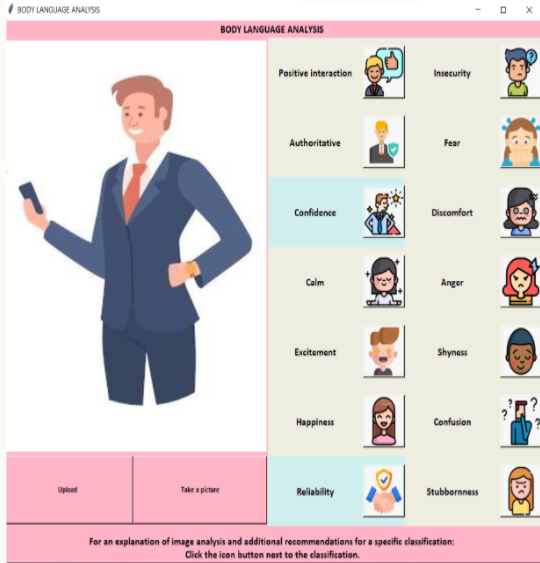 BODY LANGUAGE ANALYSIS
BODY LANGUAGE ANALYSIS
Positive interaction
Insecurity
Authoritative
Fear
Confidence
Discomfort
Calm
Anger
Excitement
Shyness
Happiness
Confusion
Upload
Take a picture
Reliability
Stubbornness
For an explanation of image analysis and additional recommendations for a specific classification:
Click the icon button next to the classification.